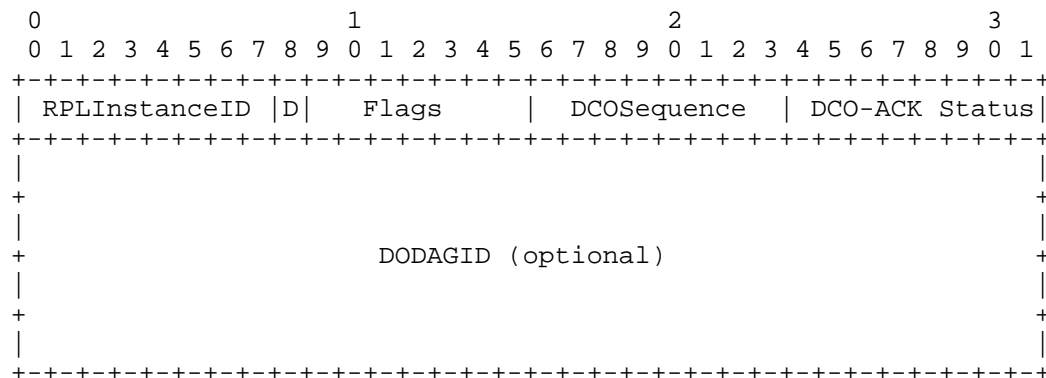 0                   1                   2                   3
 0 1 2 3 4 5 6 7 8 9 0 1 2 3 4 5 6 7 8 9 0 1 2 3 4 5 6 7 8 9 0 1
+-+-+-+-+-+-+-+-+-+-+-+-+-+-+-+-+-+-+-+-+-+-+-+-+-+-+-+-+-+-+-+-+
| RPLInstanceID |D|   Flags     |  DCOSequence  | DCO-ACK Status|
+-+-+-+-+-+-+-+-+-+-+-+-+-+-+-+-+-+-+-+-+-+-+-+-+-+-+-+-+-+-+-+-+
|                                                               |
+                                                               +
|                                                               |
+                      DODAGID (optional)                       +
|                                                               |
+                                                               +
|                                                               |
+-+-+-+-+-+-+-+-+-+-+-+-+-+-+-+-+-+-+-+-+-+-+-+-+-+-+-+-+-+-+-+-+